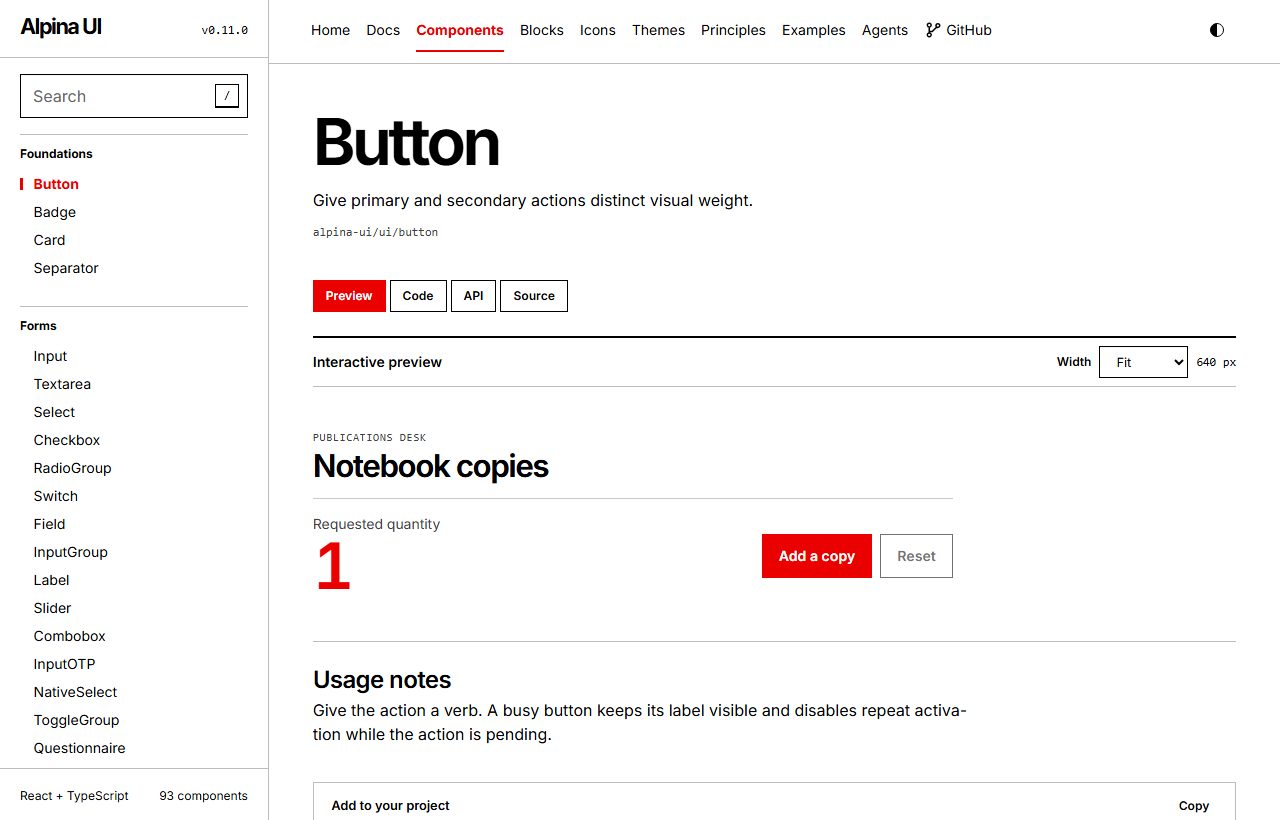 Alpina UI
v0.11.0
Home Docs Components Blocks Icons Themes Principles Examples Agents GitHub
Search /
Foundations
Button
Badge
Card
Separator
Forms
Input
Textarea
Select
Checkbox
RadioGroup
Switch
Field
InputGroup
Label
Slider
Combobox
InputOTP
NativeSelect
ToggleGroup
Questionnaire
React + TypeScript 93 components
Button
Give primary and secondary actions distinct visual weight.
alpina-ui/ui/button
Preview Code API Source
Interactive preview Width Fit 640 px
PUBLICATIONS DESK
Notebook copies
Requested quantity
1
Add a copy Reset
Usage notes
Give the action a verb. A busy button keeps its label visible and disables repeat activa-
tion while the action is pending.
Add to your project Copy